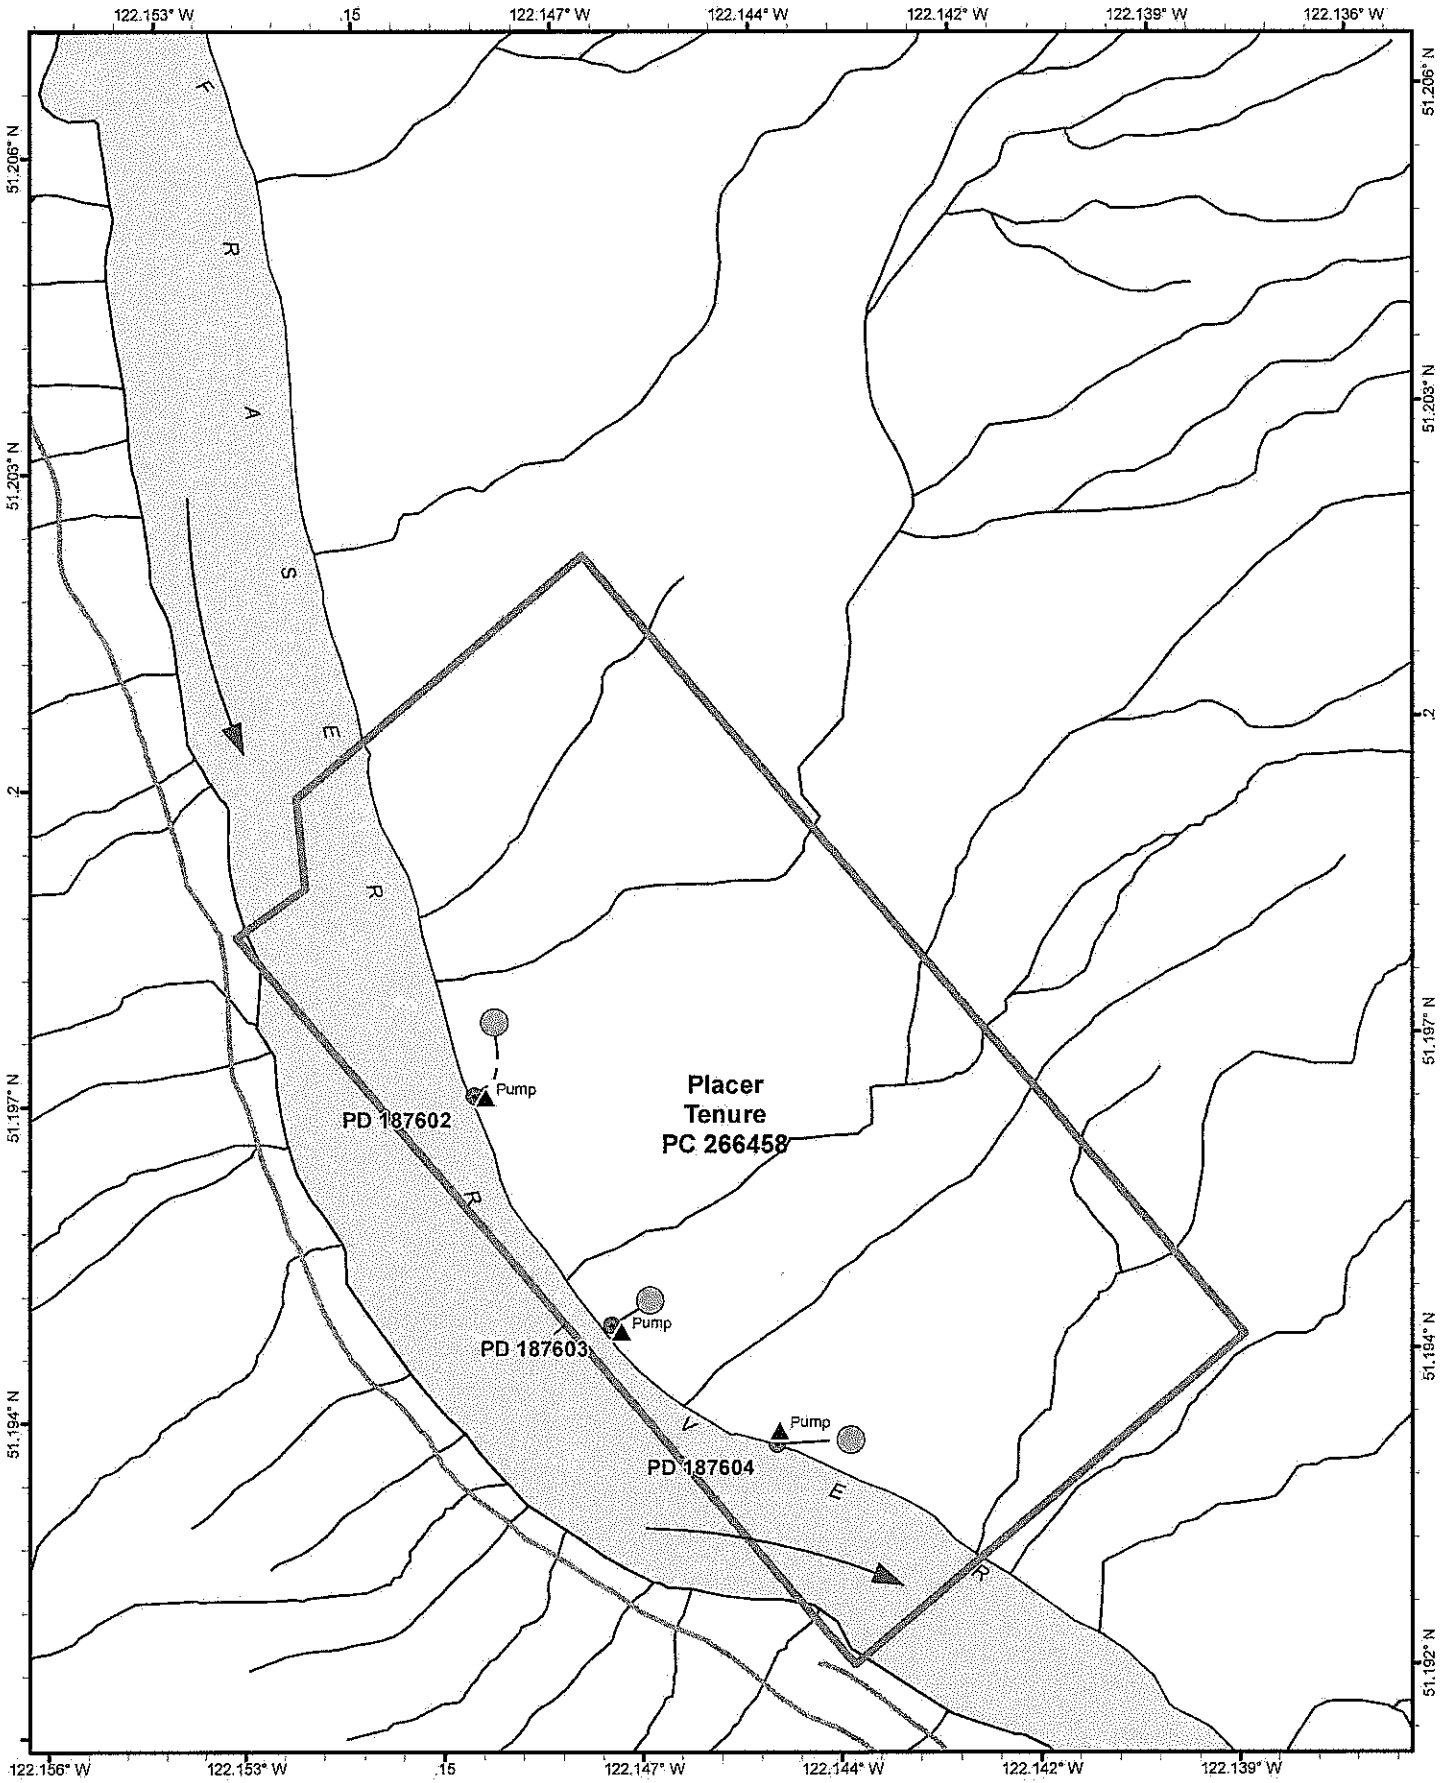 122.153° W
.15
122.147° W
122.144° W
122.142° W
122.139° W
122.136° W
51.206° N
51.206° N
51.203° N
51.203° N
.2
.2
51.197° N
51.197° N
51.194° N
51.194° N
51.192° N
F
R
A
S
E
R
R
V
E
R
Pump
PD 187602
Placer
Tenure
PC 266458
Pump
PD 187603
Pump
PD 187604
R
122.156° W
122.153° W
.15
122.147° W
122.144° W
122.142° W
122.139° W